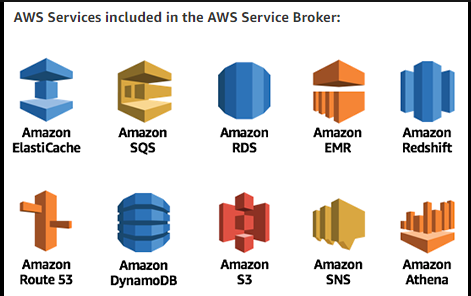 AWS Services included in the AWS Service Broker:
Amazon ElastiCache
Amazon SQS
Amazon RDS
Amazon EMR
Amazon Redshift
Amazon Route 53
Amazon DynamoDB
Amazon S3
Amazon SNS
Amazon Athena